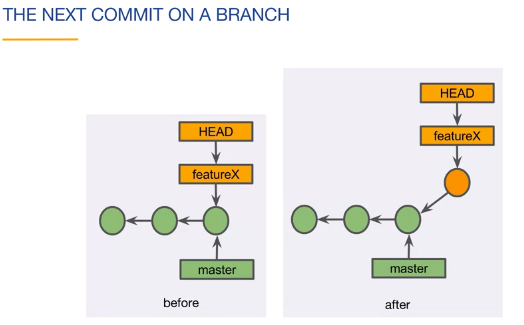 THE NEXT COMMIT ON A BRANCH
HEAD
featureX
master
before
HEAD
featureX
master
after